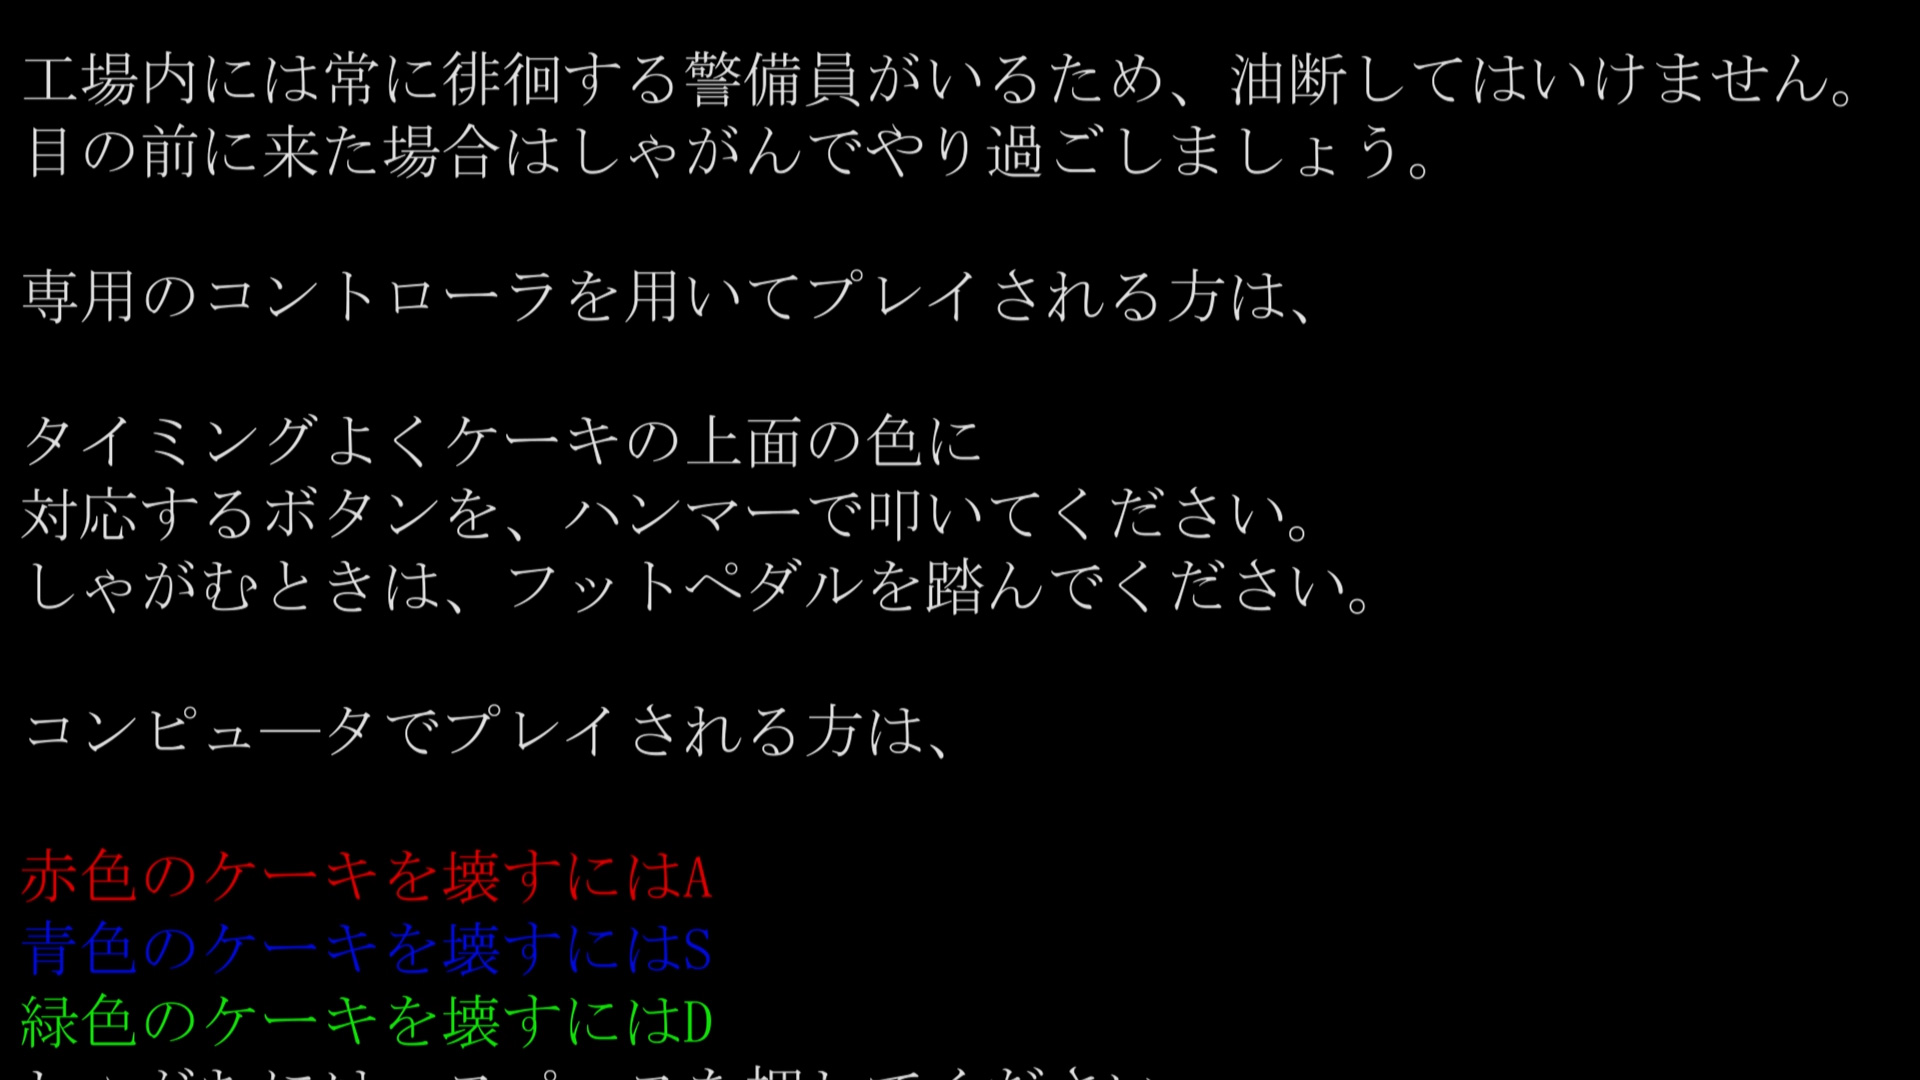 工場内には常に徘徊する警備員がいるため、油断してはいけません。
目の前に来た場合はしゃがんでやり過ごしましょう。
専用のコントローラを用いてプレイされる方は、
タイミングよくケーキの上面の色に
対応するボタンを、ハンマーで叩いてください。
しゃがむときは、フットペダルを踏んでください。
コンピュ―タでプレイされる方は、
赤色のケーキを壊すにはA
青色のケーキを壊すにはS
緑色のケーキを壊すにはD